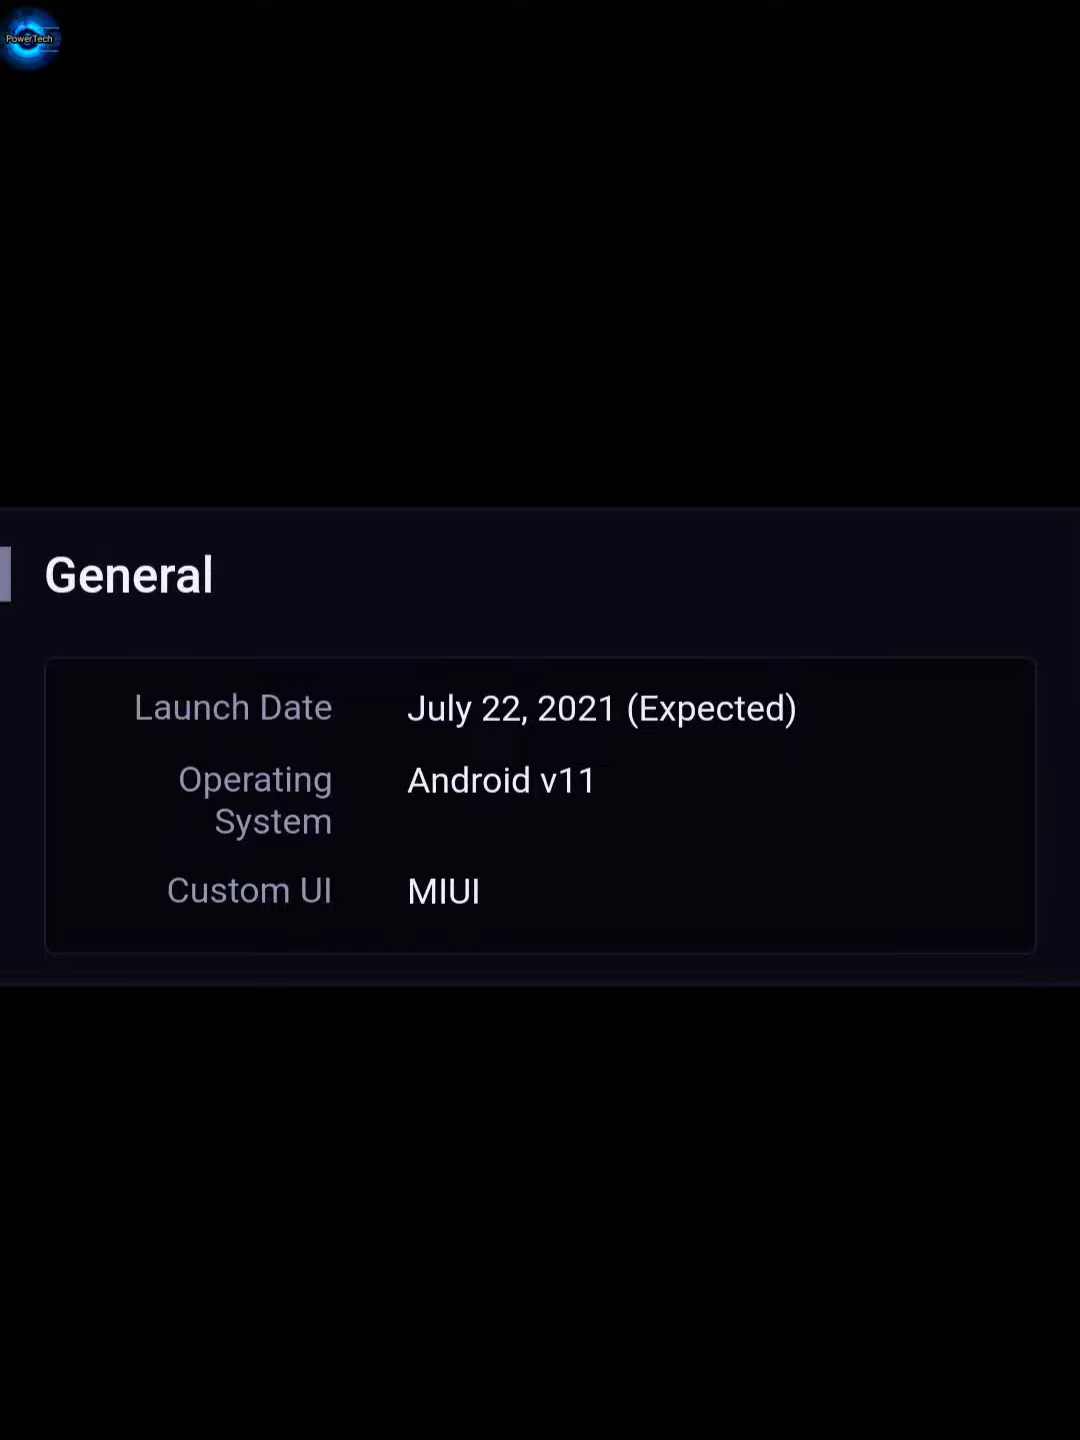 PowerTech
General
Launch Date July 22, 2021 (Expected)
Operating System Android v11
Custom UI MIUI